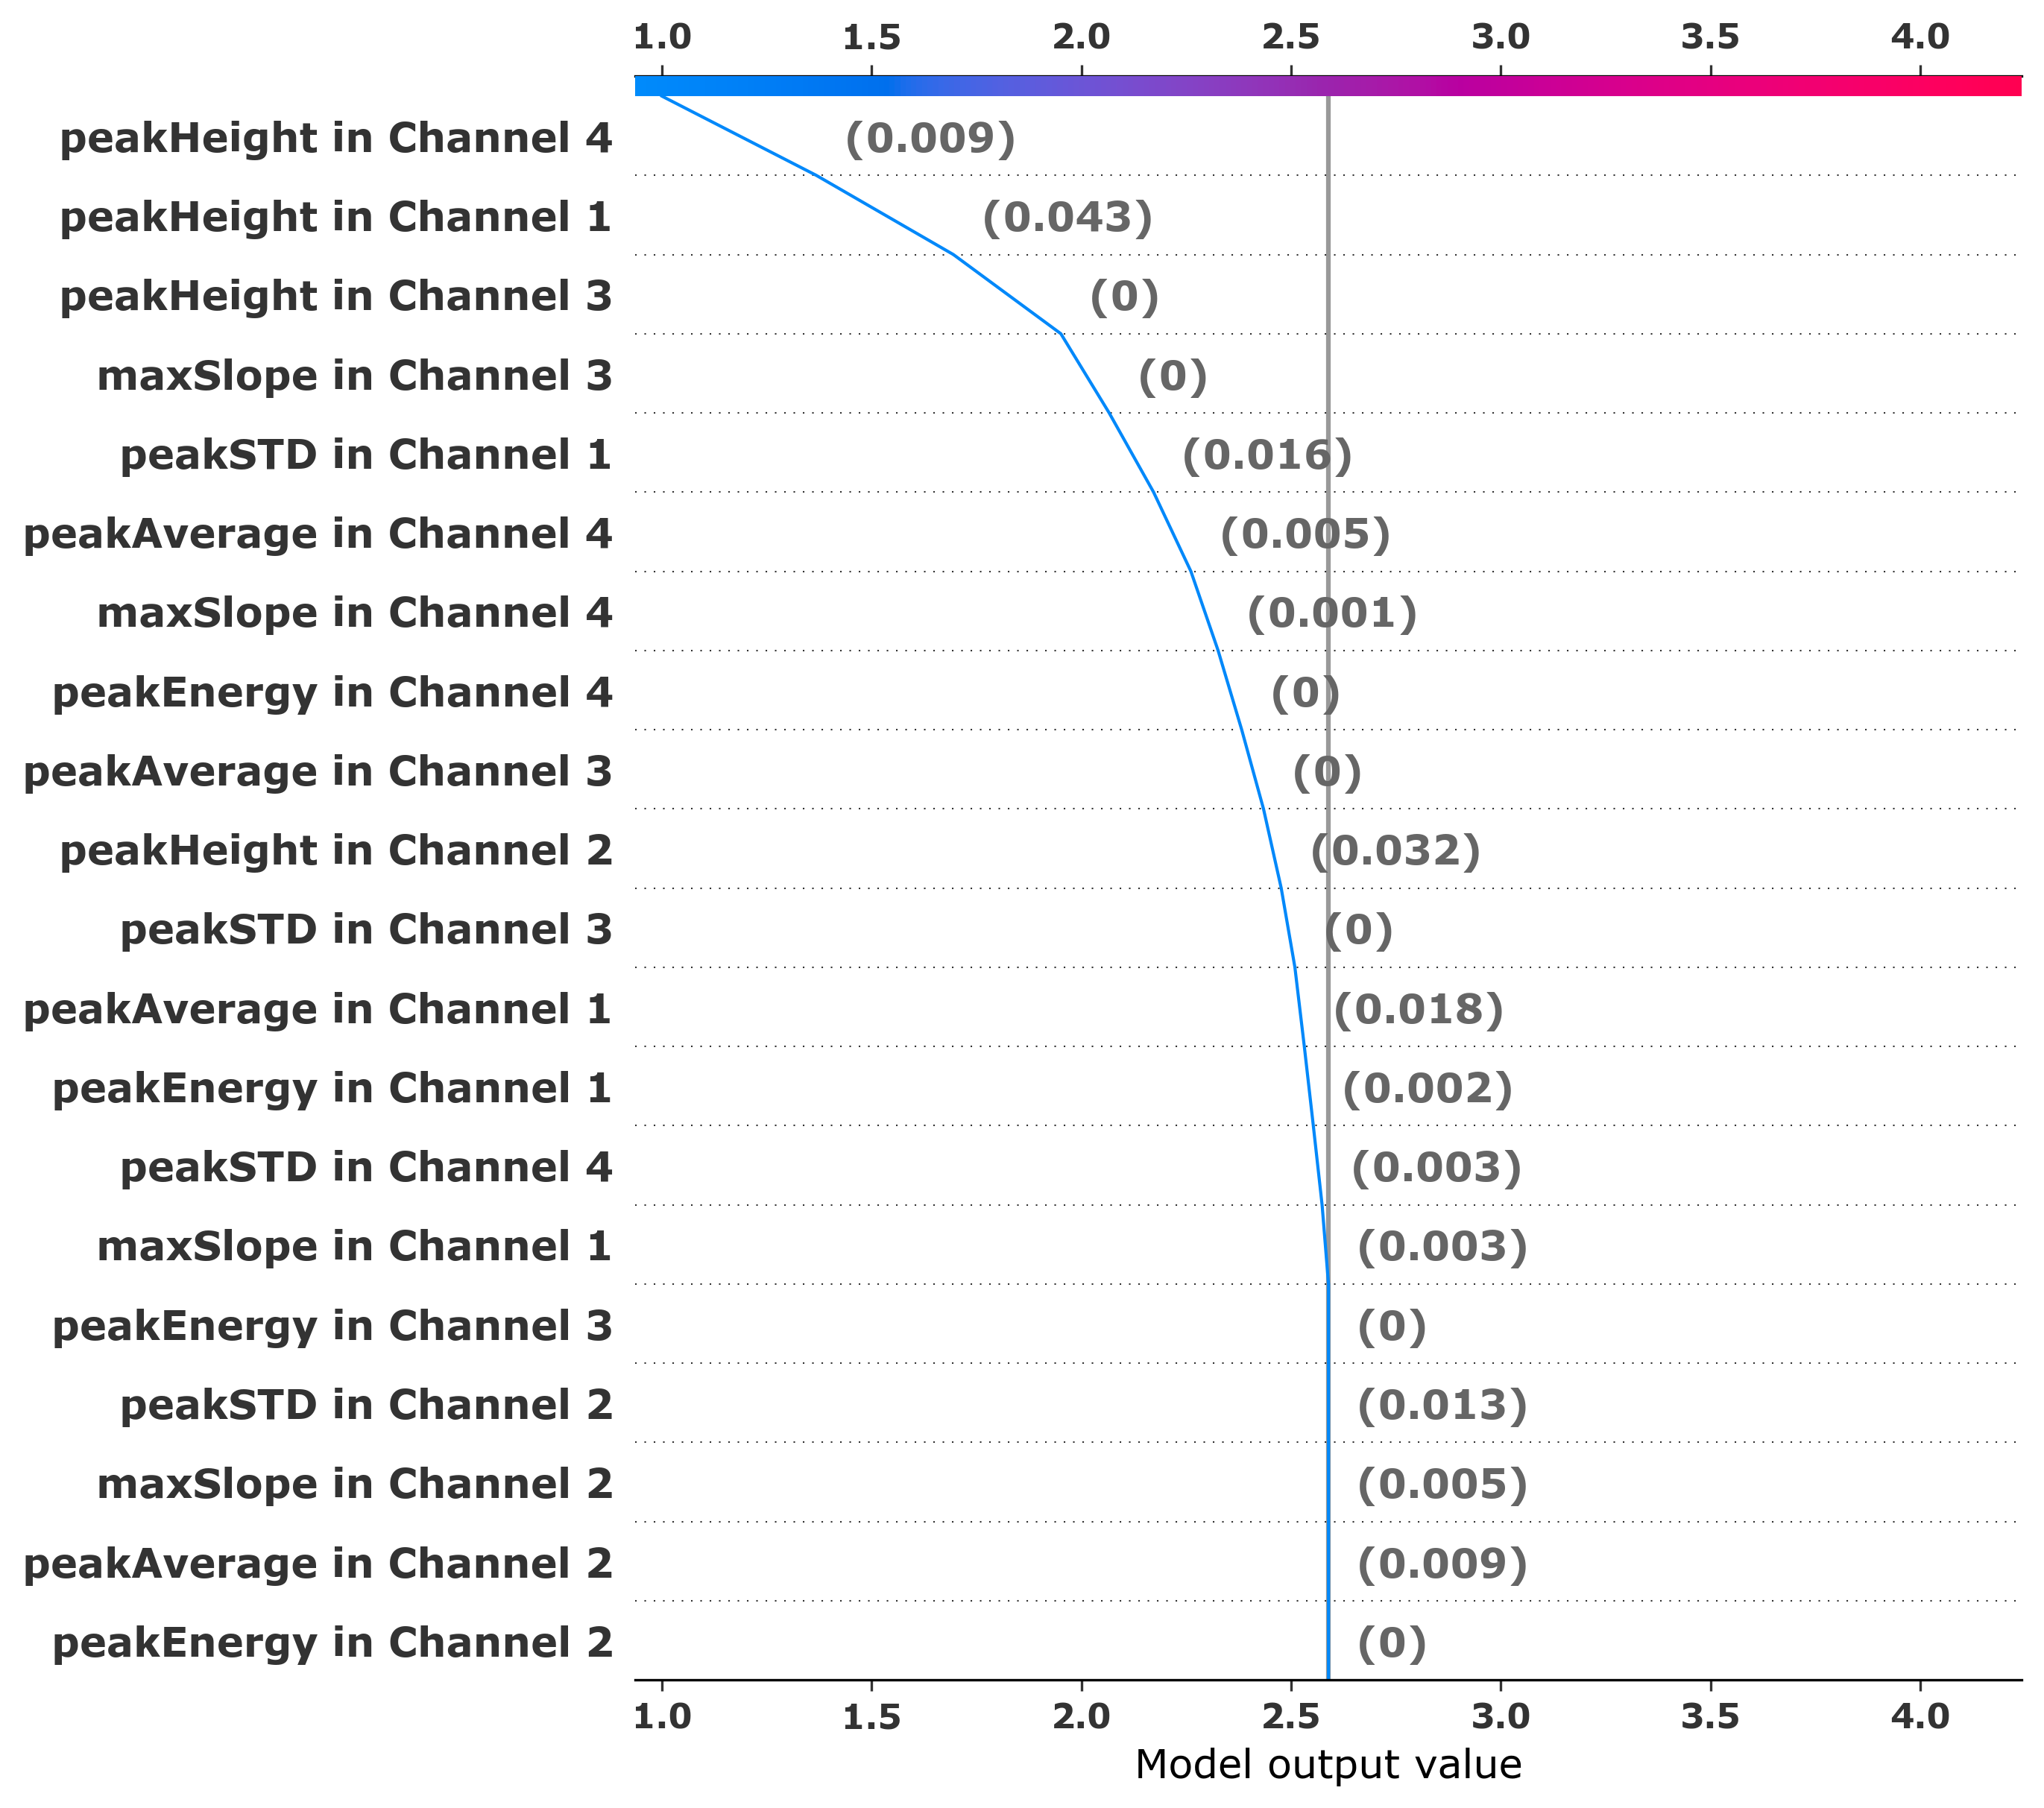 1.0 1.5 2.0 2.5 3.0 3.5 4.0
peakHeight in Channel 4 (0.009)
peakHeight in Channel 1 (0.043)
peakHeight in Channel 3 (0)
maxSlope in Channel 3 (0)
peakSTD in Channel 1 (0.016)
peakAverage in Channel 4 (0.005)
maxSlope in Channel 4 (0.001)
peakEnergy in Channel 4 (0)
peakAverage in Channel 3 (0)
peakHeight in Channel 2 (0.032)
peakSTD in Channel 3 (0)
peakAverage in Channel 1 (0.018)
peakEnergy in Channel 1 (0.002)
peakSTD in Channel 4 (0.003)
maxSlope in Channel 1 (0.003)
peakEnergy in Channel 3 (0)
peakSTD in Channel 2 (0.013)
maxSlope in Channel 2 (0.005)
peakAverage in Channel 2 (0.009)
peakEnergy in Channel 2 (0)
1.0 1.5 2.0 2.5 3.0 3.5 4.0
Model output value